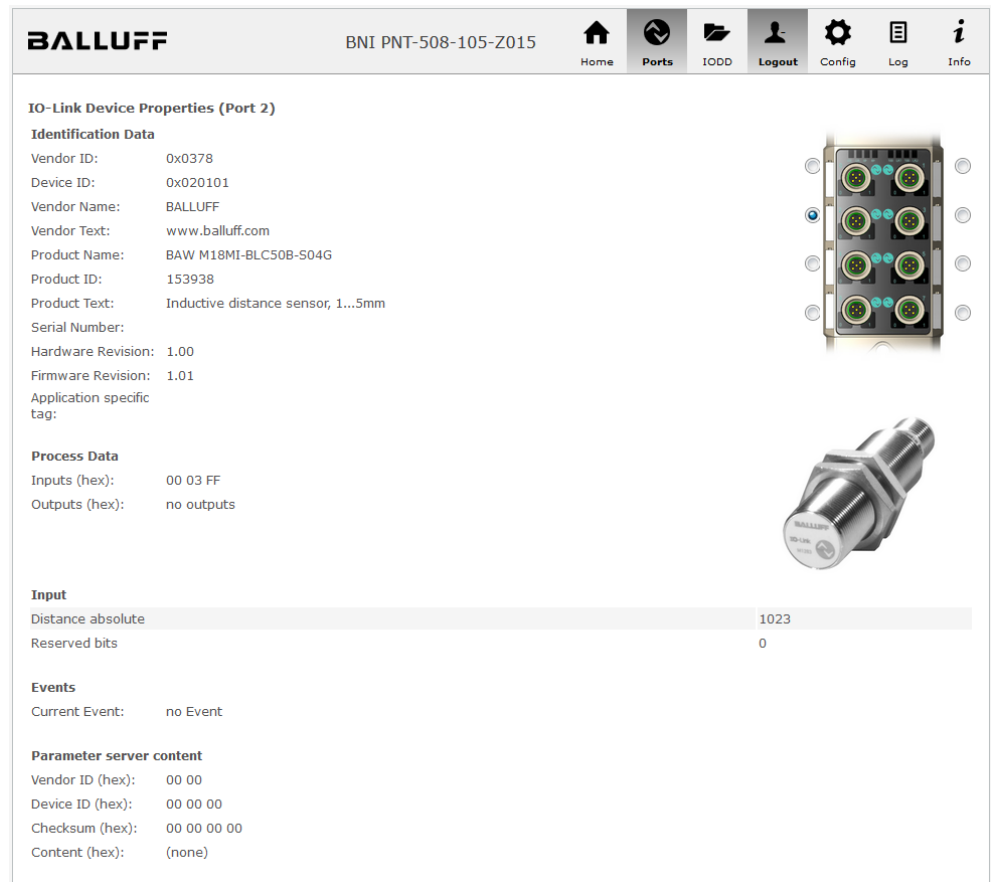 BALLUFF
BNI PNT-508-105-Z015
Home Ports IODD Logout Config Log Info
IO-Link Device Properties (Port 2)
Identification Data
Vendor ID: 0x0378
Device ID: 0x020101
Vendor Name: BALLUFF
Vendor Text: www.balluff.com
Product Name: BAW M18MI-BLC50B-S04G
Product ID: 153938
Product Text: Inductive distance sensor, 1...5mm
Serial Number:
Hardware Revision: 1.00
Firmware Revision: 1.01
Application specific
tag:
Process Data
Inputs (hex): 00 03 FF
Outputs (hex): no outputs
BALLUFF
IO-Link
Input
Distance absolute 1023
Reserved bits 0
Events
Current Event: no Event
Parameter server content
Vendor ID (hex): 00 00
Device ID (hex): 00 00 00
Checksum (hex): 00 00 00 00
Content (hex): (none)